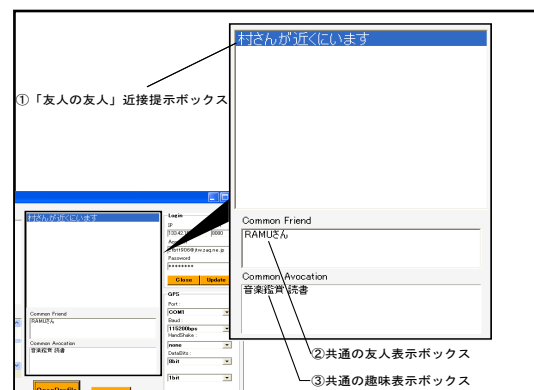 村さんが近くにいます
①「友人の友人」近接提示ボックス
Common Friend
RAMUさん
Common Avocation
音楽鑑賞 読書
②共通の友人表示ボックス
③共通の趣味表示ボックス
村さんが近くにいます
Common Friend
RAMUさん
Common Avocation
音楽鑑賞 読書
Login
IP
8080
Password
********
Close Update
GPS
Port :
COM1
Baud :
115200bps
HandShake :
none
DataBits :
8bit
1bit